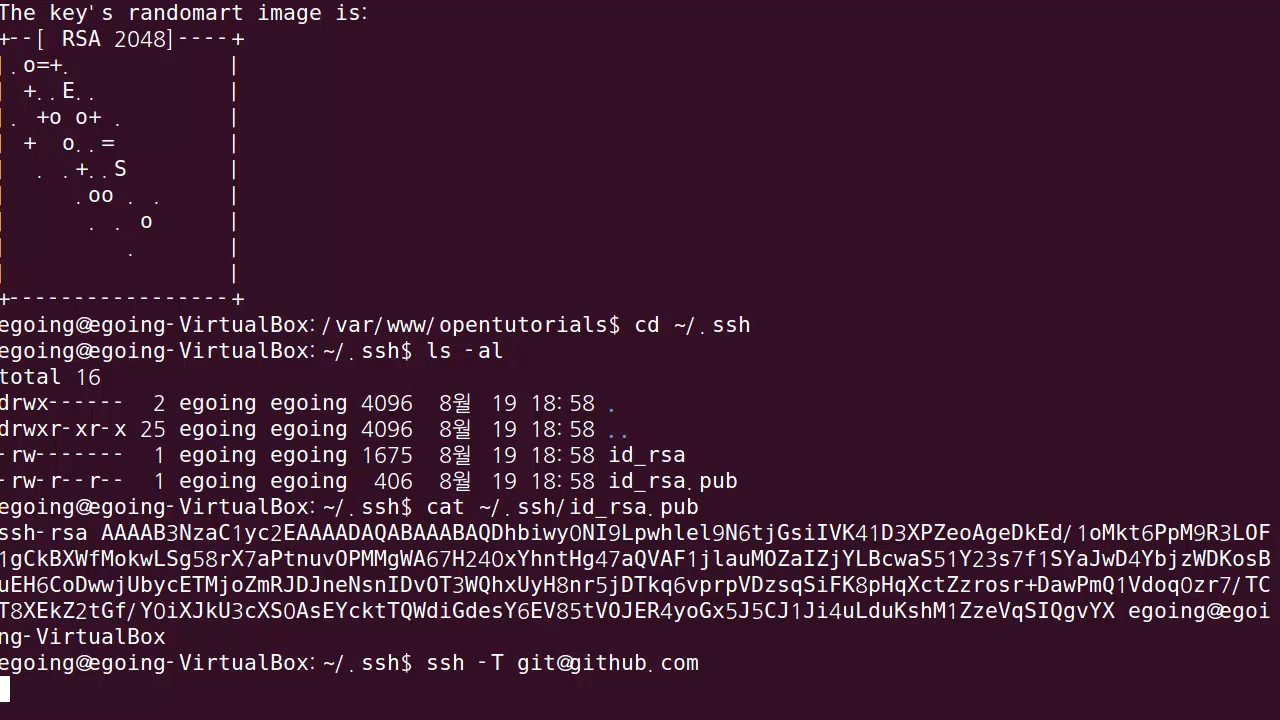 The key's randomart image is:
+--[ RSA 2048]----+
|.o=+.            |
| +..E..          |
|. +o o+ .        |
| +  o..=         |
|  . .+..S        |
|     .oo . .     |
|      . . o      |
|         .       |
|                 |
+-----------------+
egoing@egoing-VirtualBox:/var/www/opentutorials$ cd ~/.ssh
egoing@egoing-VirtualBox:~/.ssh$ ls -al
total 16
drwx------  2 egoing egoing 4096  8월 19 18:58 .
drwxr-xr-x 25 egoing egoing 4096  8월 19 18:58 ..
-rw-------  1 egoing egoing 1675  8월 19 18:58 id_rsa
-rw-r--r--  1 egoing egoing  406  8월 19 18:58 id_rsa.pub
egoing@egoing-VirtualBox:~/.ssh$ cat ~/.ssh/id_rsa.pub
ssh-rsa AAAAB3NzaC1yc2EAAAADAQABAAABAQDhbiwy0NI9Lpwhlel9N6tjGsiIVK41D3XPZeoAgeDkEd/1oMkt6PpM9R3LOF
1gCkBXWfMokwLSg58rX7aPtnuvOPMMgWA67H240xYhntHg47aQVAF1jlauMOZaIZjYLBcwaS51Y23s7f1SYaJwD4YbjzWDKosB
uEH6CoDwwjUbycETMjoZmRJDJneNsnIDvOT3WQhxUyH8nr5jDTkq6vprpVDzsqSiFK8pHqXctZzrosr+DawPmQ1Vdoq0zr7/TC
T8XEkZ2tGf/Y0iXJkU3cXS0AsEYcktTQWdiGdesY6EV85tVOJER4yoGx5J5CJ1Ji4uLduKshM1ZzeVqSIQgvYX egoing@egoi
ng-VirtualBox
egoing@egoing-VirtualBox:~/.ssh$ ssh -T git@github.com